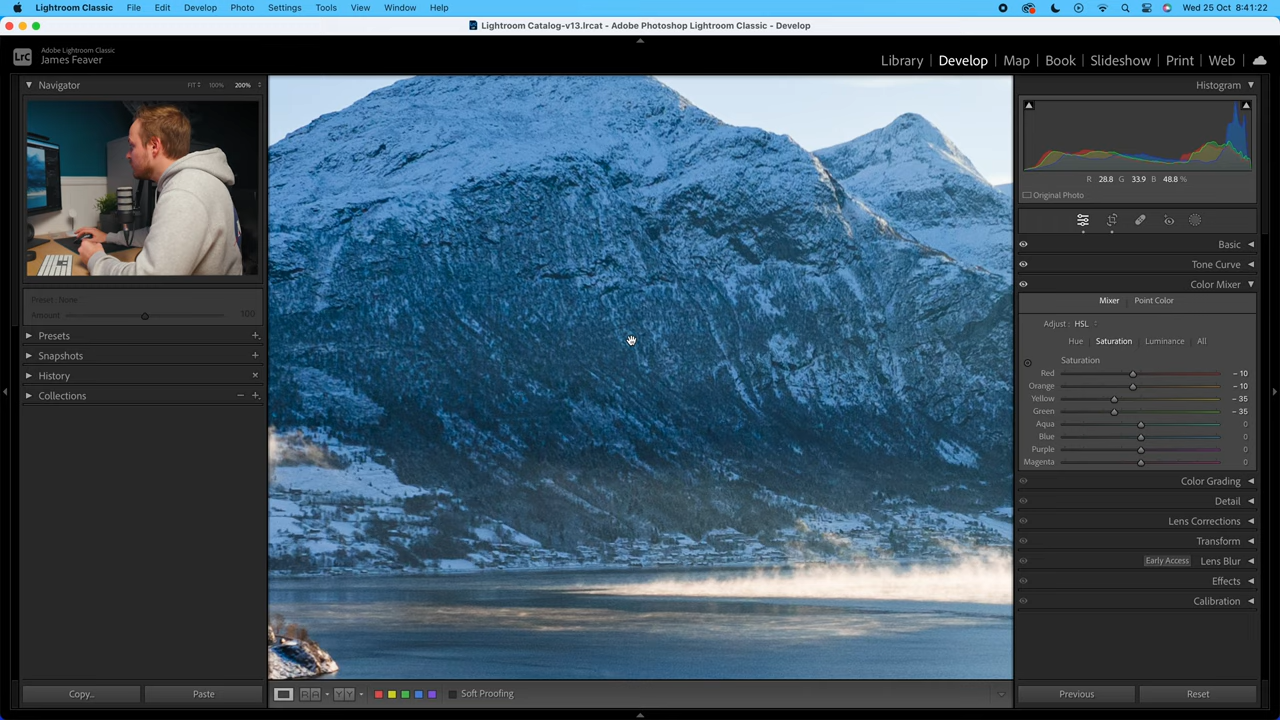 Lightroom Classic File Edit Develop Photo Settings Tools View Window Help Wed 25 Oct 8:41:22
Lightroom Catalog-v13.lrcat - Adobe Photoshop Lightroom Classic - Develop
LrC Adobe Lightroom Classic
James Feaver
Library | Develop | Map | Book | Slideshow | Print | Web
Navigator FIT 100% 200%
Histogram
R 28.8 G 33.9 B 48.8 %
Original Photo
Basic
Tone Curve
Color Mixer
Mixer | Point Color
Adjust : HSL
Hue Saturation Luminance All
Saturation
Red - 10
Orange - 10
Yellow - 35
Green - 35
Aqua 0
Blue 0
Purple 0
Magenta 0
Color Grading
Detail
Lens Corrections
Transform
Early Access Lens Blur
Effects
Calibration
Preset : None
Amount 100
Presets
Snapshots
History
Collections
Copy... Paste
Soft Proofing
Previous Reset